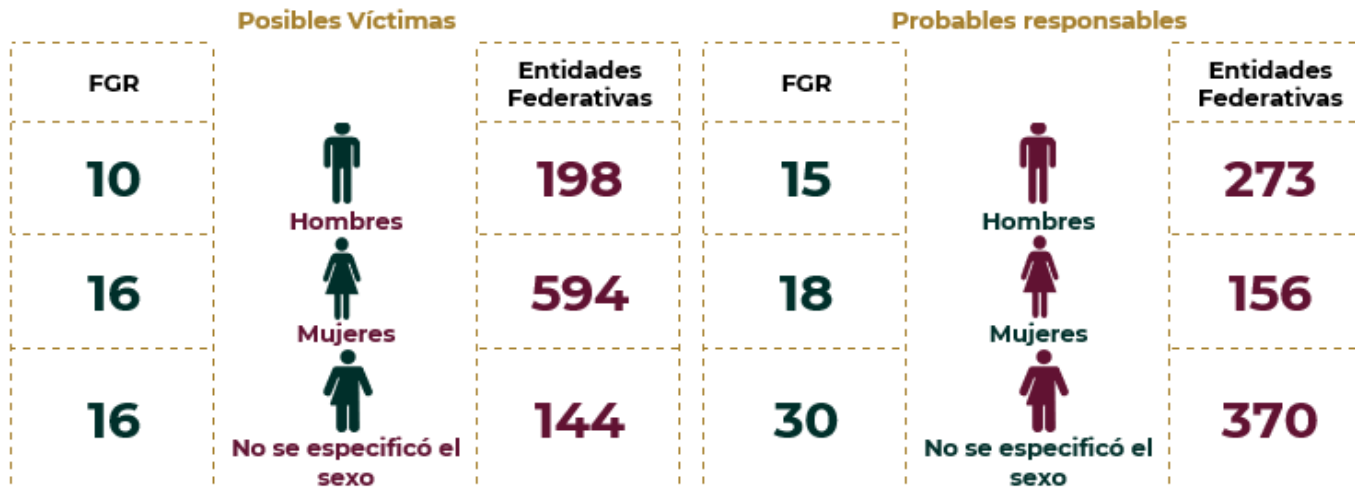 Posibles Víctimas
Probables responsables
FGR
Entidades
Federativas
FGR
Entidades
Federativas
10
Hombres
198
15
Hombres
273
16
Mujeres
594
18
Mujeres
156
16
No se especificó el
sexo
144
30
No se especificó el
sexo
370